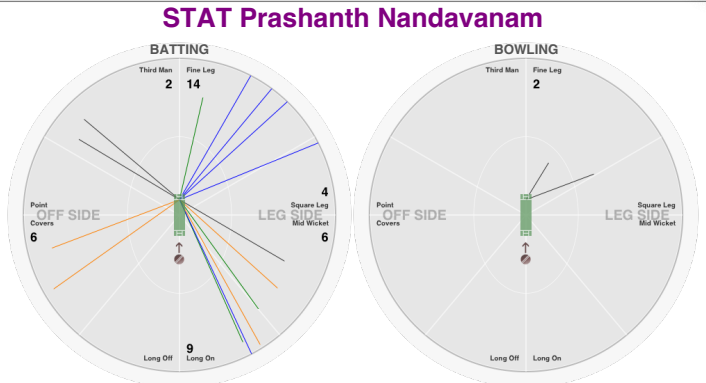 STAT Prashanth Nandavanam
BATTING
Third Man
Fine Leg
2
14
4
Point
Square Leg
OFF SIDE
LEG SIDE
Covers
Mid Wicket
6
6
9
Long Off
Long On
BOWLING
Third Man
Fine Leg
2
Point
Square Leg
OFF SIDE
LEG SIDE
Covers
Mid Wicket
Long Off
Long On